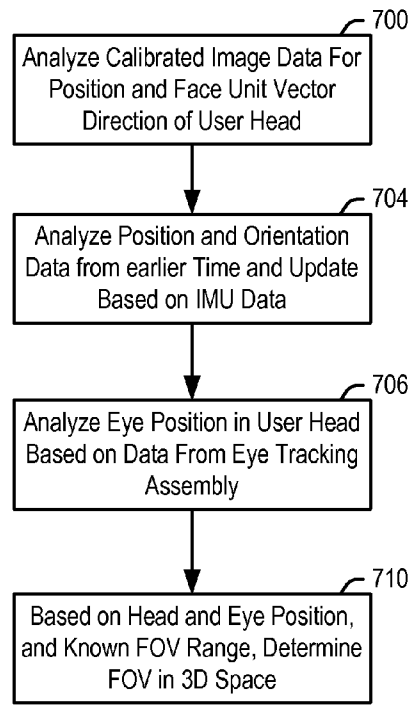 700
Analyze Calibrated Image Data For
Position and Face Unit Vector
Direction of User Head
704
Analyze Position and Orientation
Data from earlier Time and Update
Based on IMU Data
706
Analyze Eye Position in User Head
Based on Data From Eye Tracking
Assembly
710
Based on Head and Eye Position,
and Known FOV Range, Determine
FOV in 3D Space